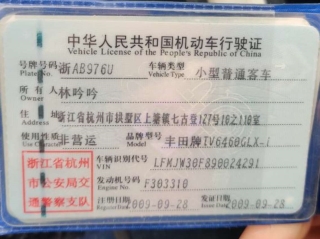 中华人民共和国机动车行驶证
Vehicle License of the People's Republic of China
号牌号码 浙AB976U 车辆类型 小型普通客车
Plate No. Vehicle Type
所有人 林吟吟
Owner
住址 浙江省杭州市拱墅区上塘镇七古登127号16之110室
Address
使用性质 非营运 品牌型号 丰田牌TV6460GLX-i
Use Character Model
浙江省杭州 车辆识别代号 LFMJW30F890024291
VIN
市公安局交 发动机号码 F303310
Engine No.
通警察支队 注册日期 2009-09-28 发证日期 2009-09-28
Register Date Issue Date